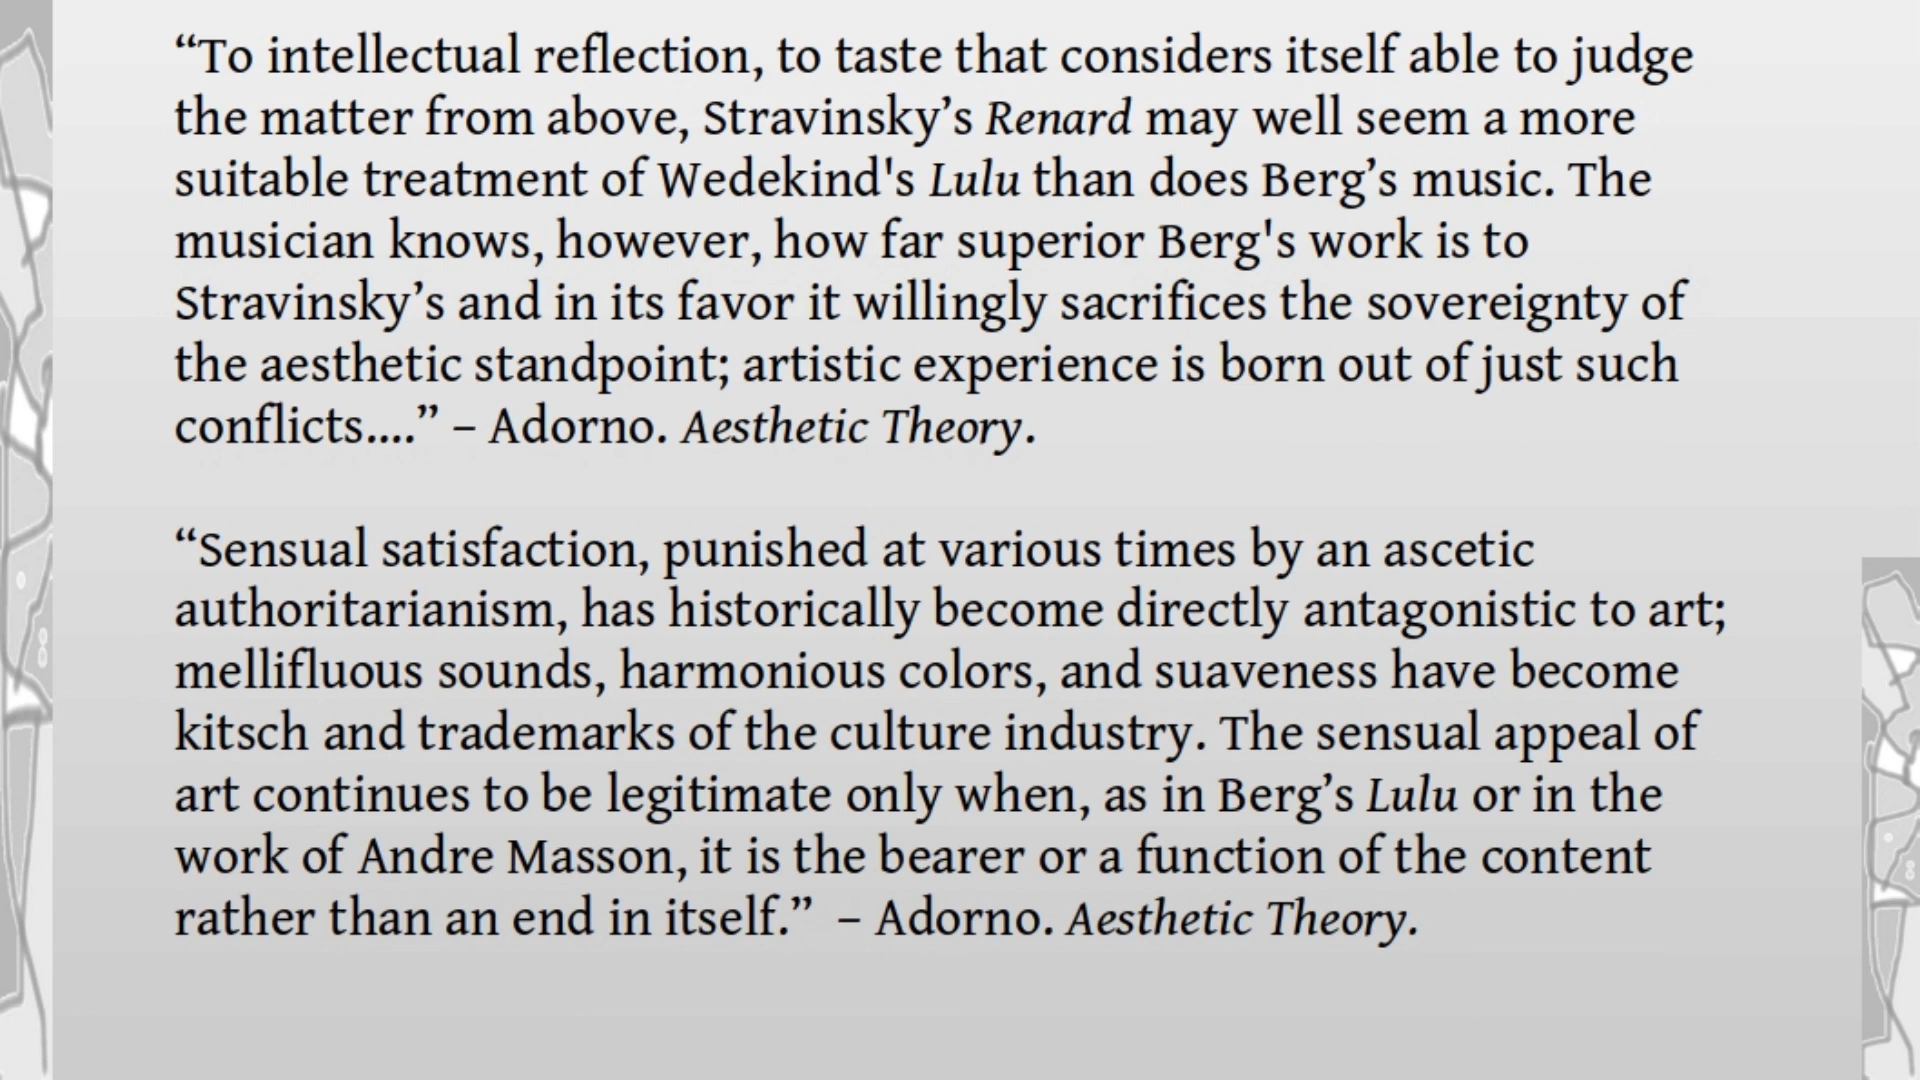 “To intellectual reflection, to taste that considers itself able to judge
the matter from above, Stravinsky’s Renard may well seem a more
suitable treatment of Wedekind's Lulu than does Berg’s music. The
musician knows, however, how far superior Berg's work is to
Stravinsky’s and in its favor it willingly sacrifices the sovereignty of
the aesthetic standpoint; artistic experience is born out of just such
conflicts....” – Adorno. Aesthetic Theory.
“Sensual satisfaction, punished at various times by an ascetic
authoritarianism, has historically become directly antagonistic to art;
mellifluous sounds, harmonious colors, and suaveness have become
kitsch and trademarks of the culture industry. The sensual appeal of
art continues to be legitimate only when, as in Berg’s Lulu or in the
work of Andre Masson, it is the bearer or a function of the content
rather than an end in itself.” – Adorno. Aesthetic Theory.